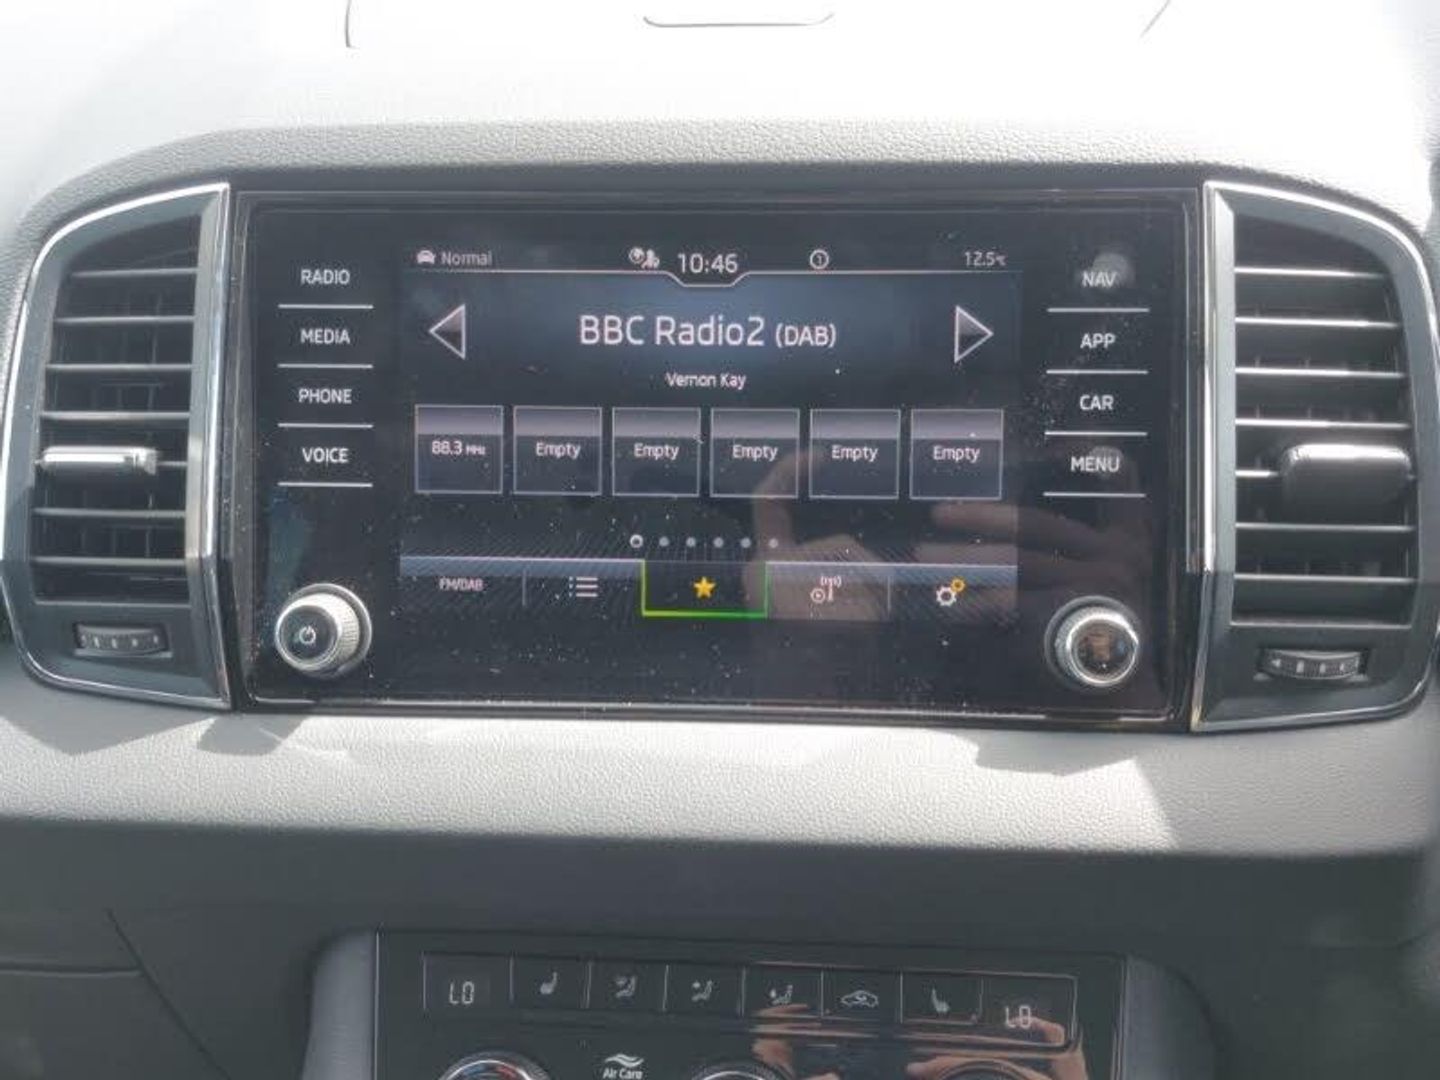 Normal 10:46 1 12.5°C
RADIO
MEDIA
PHONE
VOICE
BBC Radio2 (DAB)
Vernon Kay
88.3 MHz Empty Empty Empty Empty Empty
FM/DAB
NAV
APP
CAR
MENU
LO LO
Air Care